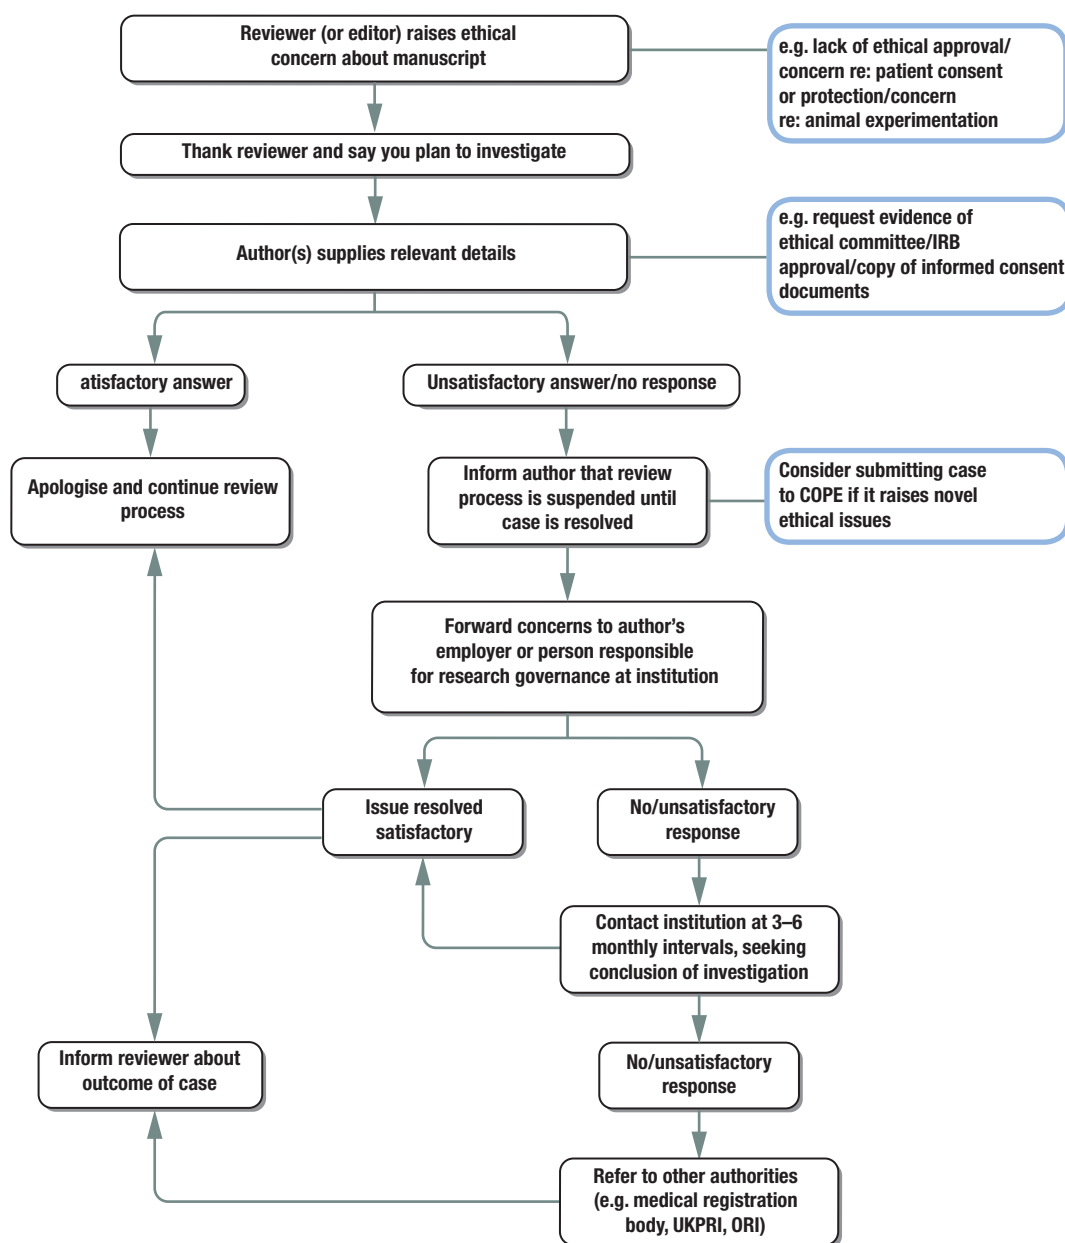 Reviewer (or editor) raises ethical
concern about manuscript
e.g. lack of ethical approval/
concern re: patient consent
or protection/concern
re: animal experimentation
Thank reviewer and say you plan to investigate
Author(s) supplies relevant details
e.g. request evidence of
ethical committee/IRB
approval/copy of informed consent
documents
atisfactory answer
Unsatisfactory answer/no response
Apologise and continue review
process
Inform author that review
process is suspended until
case is resolved
Consider submitting case
to COPE if it raises novel
ethical issues
Forward concerns to author’s
employer or person responsible
for research governance at institution
Issue resolved
satisfactory
No/unsatisfactory
response
Contact institution at 3–6
monthly intervals, seeking
conclusion of investigation
Inform reviewer about
outcome of case
No/unsatisfactory
response
Refer to other authorities
(e.g. medical registration
body, UKPRI, ORI)